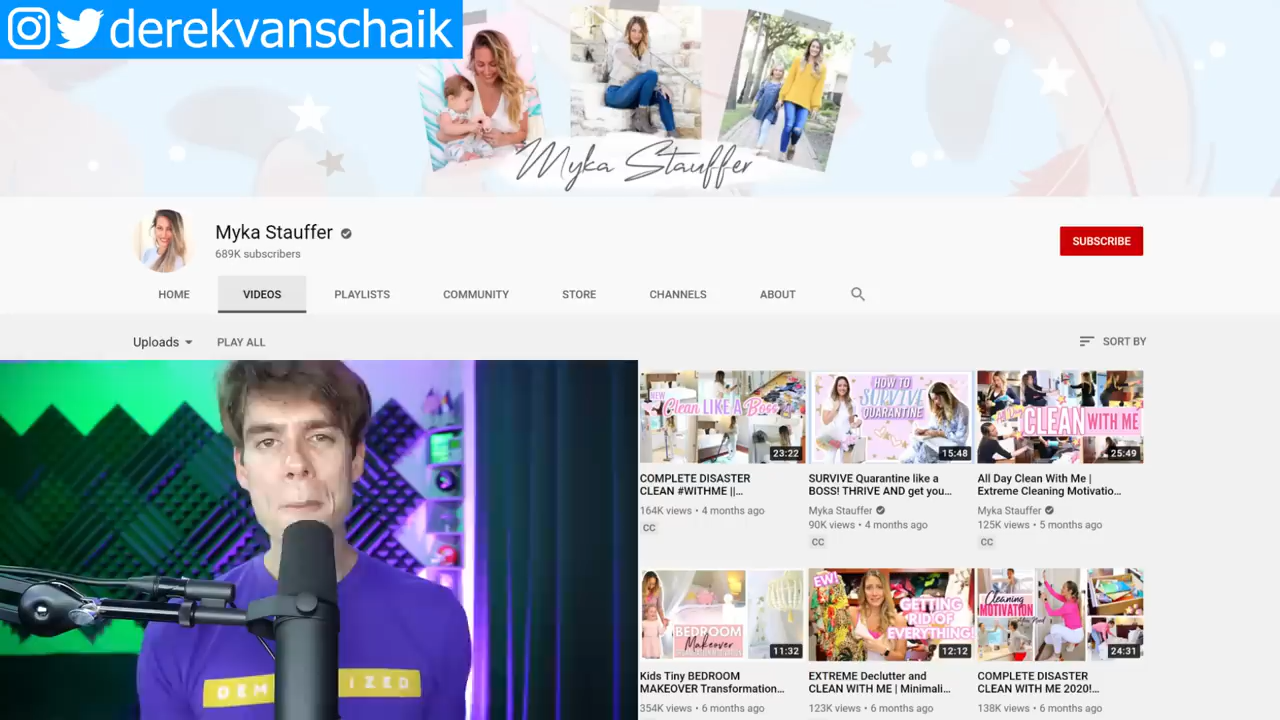 derekvanschaik
Myka Stauffer
Myka Stauffer
689K subscribers
SUBSCRIBE
HOME
VIDEOS
PLAYLISTS
COMMUNITY
STORE
CHANNELS
ABOUT
Uploads
PLAY ALL
SORT BY
NEW
Clean LIKE A Boss
23:22
HOW TO
SURVIVE
QUARANTINE
15:48
CLEAN WITH ME
25:49
COMPLETE DISASTER
CLEAN #WITHME ||...
164K views • 4 months ago
CC
SURVIVE Quarantine like a
BOSS! THRIVE AND get you...
Myka Stauffer
90K views • 4 months ago
CC
All Day Clean With Me |
Extreme Cleaning Motivatio...
Myka Stauffer
125K views • 5 months ago
CC
BEDROOM
Makeover
11:32
EW!
GETTING
RID OF
EVERYTHING!
12:12
Cleaning
MOTIVATION
24:31
Kids Tiny BEDROOM
MAKEOVER Transformation...
354K views • 6 months ago
EXTREME Declutter and
CLEAN WITH ME | Minimali...
123K views • 6 months ago
COMPLETE DISASTER
CLEAN WITH ME 2020!...
138K views • 6 months ago